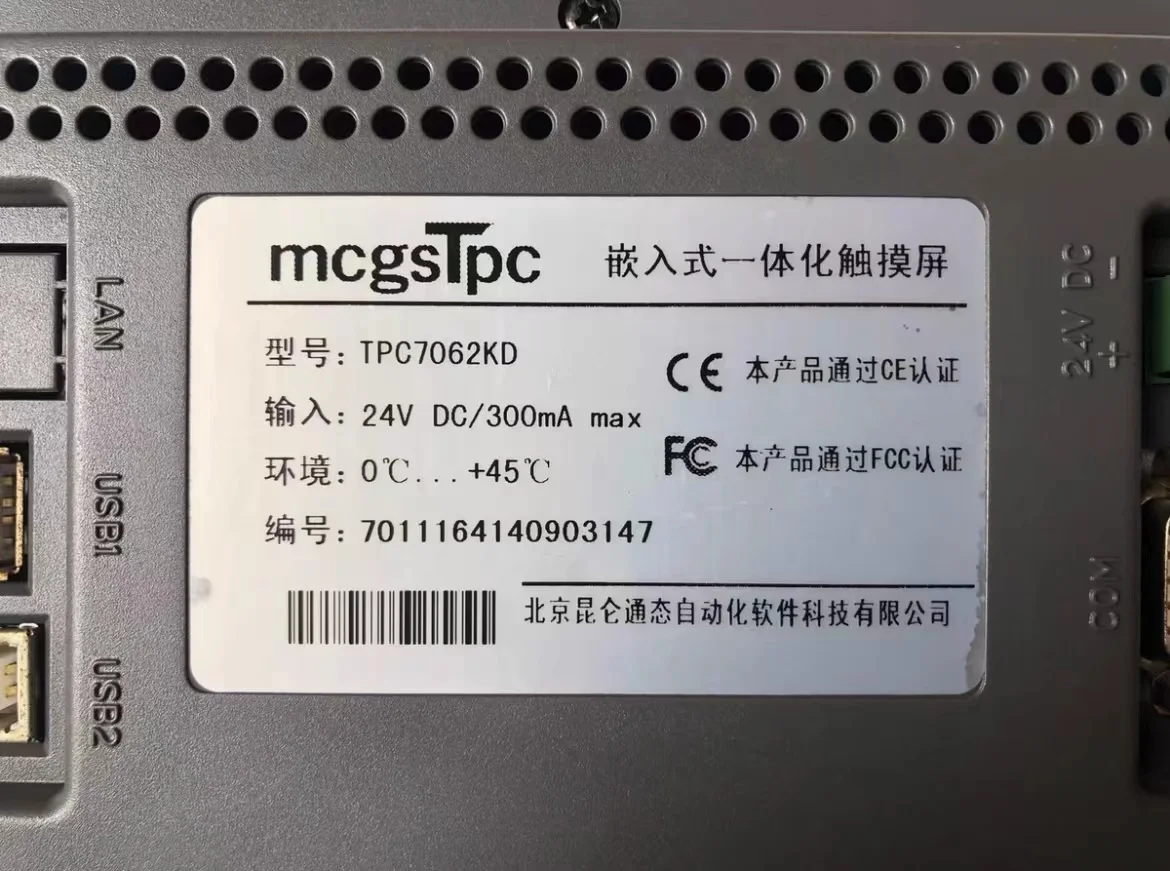 mcgsTpc 嵌入式一体化触摸屏
型号: TPC7062KD
CE 本产品通过CE认证
输入: 24V DC/300mA max
FC 本产品通过FCC认证
环境: 0℃...+45℃
编号: 7011164140903147
北京昆仑通态自动化软件科技有限公司
LAN
USB1
USB2
24V DC
+ -
COM